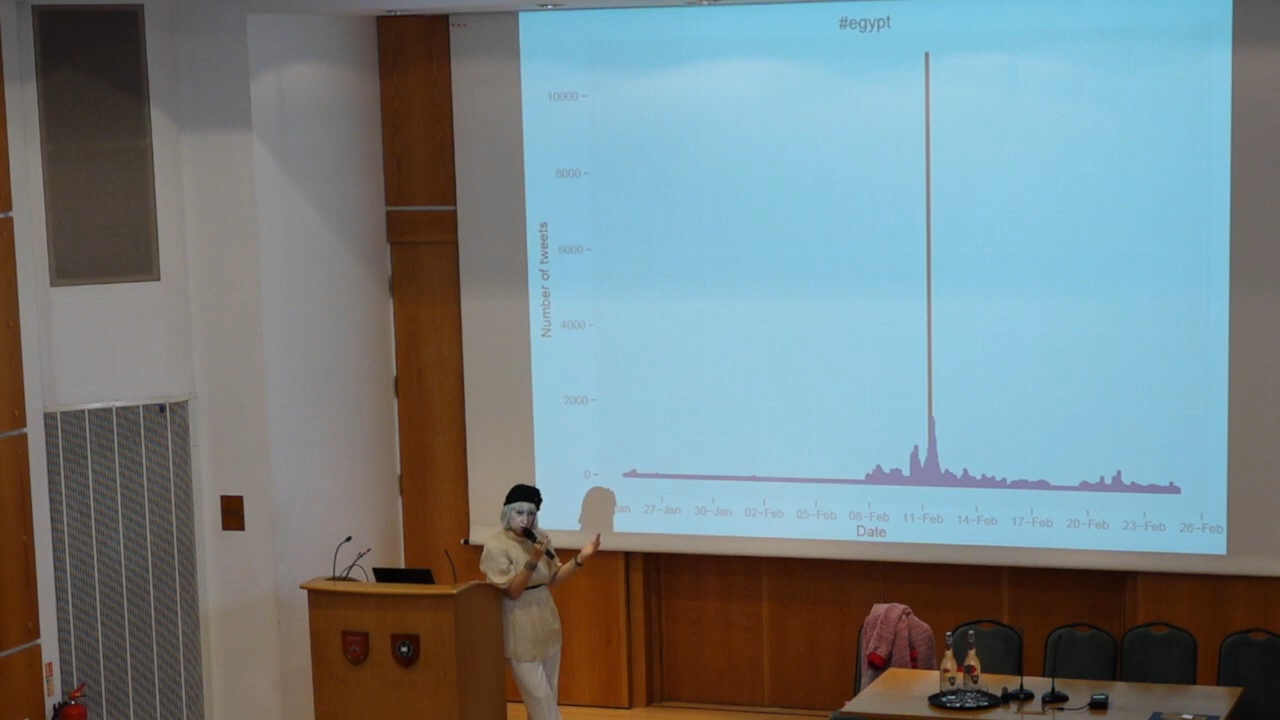 #egypt
10000
8000
6000
4000
2000
0
Number of tweets
27-Jan 30-Jan 02-Feb 05-Feb 08-Feb 11-Feb 14-Feb 17-Feb 20-Feb 23-Feb 26-Feb
Date